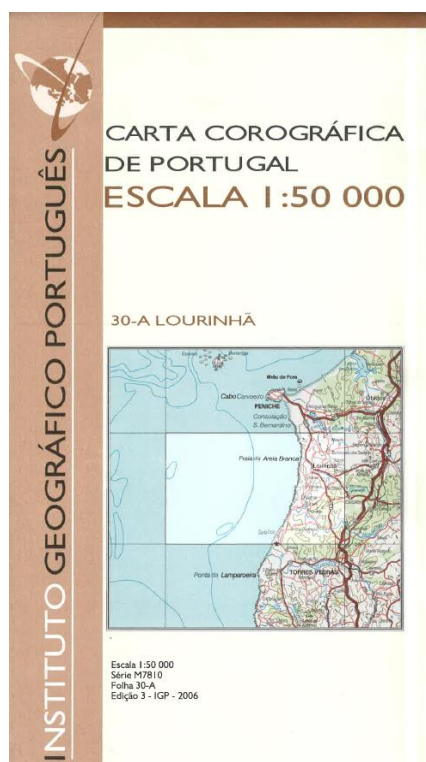 INSTITUTO GEOGRÁFICO PORTUGUÊS
CARTA COROGRÁFICA
DE PORTUGAL
ESCALA 1:50 000
30-A LOURINHÃ
Berlenga
Cabo Carvoeiro
PENICHE
Consolação
S. Bernardino
Praia da Areia Branca
Lourinhã
Óbidos
Ponta da Lamparoeira
TORRES VEDRAS
Escala 1:50 000
Série M7810
Folha 30-A
Edição 3 - IGP - 2006